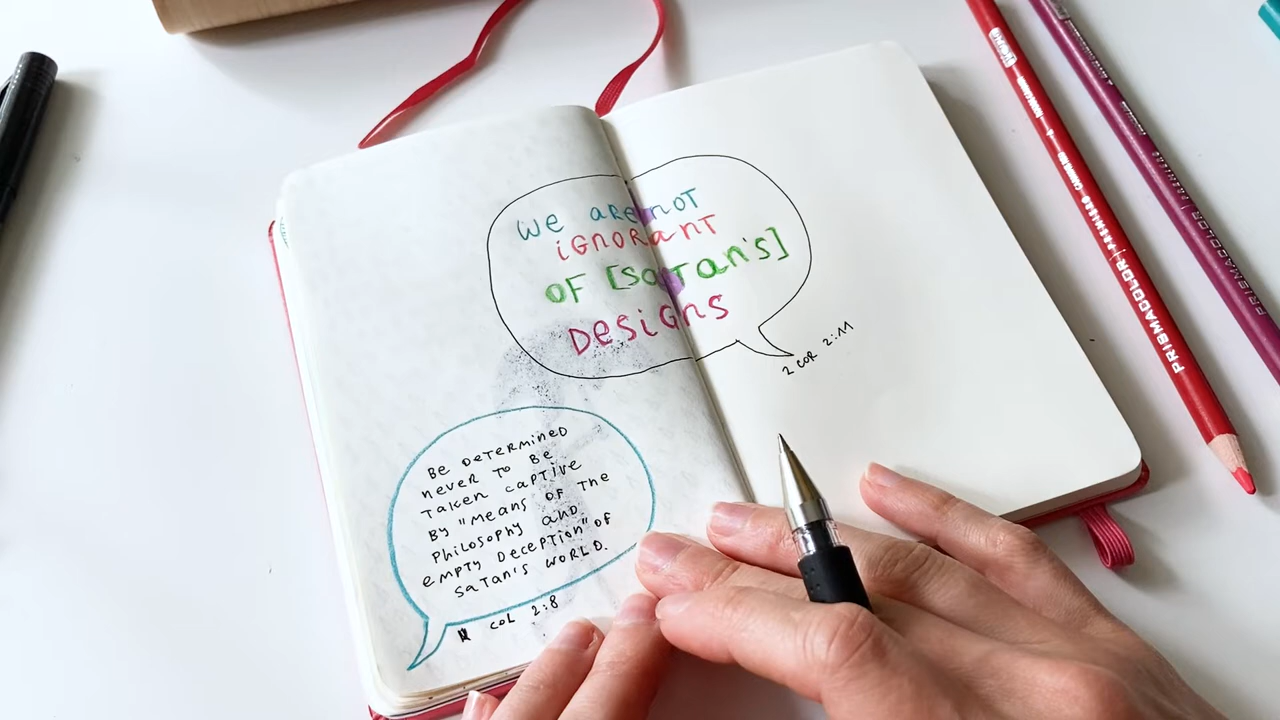 We are not
ignorant
of [Satan's]
Designs
2 Cor 2:11
Be determined
never to be
taken captive
by "means of the
philosophy and
empty deception" of
Satan's world.
Col 2:8
PRISMACOLOR
PRISMACOLOR